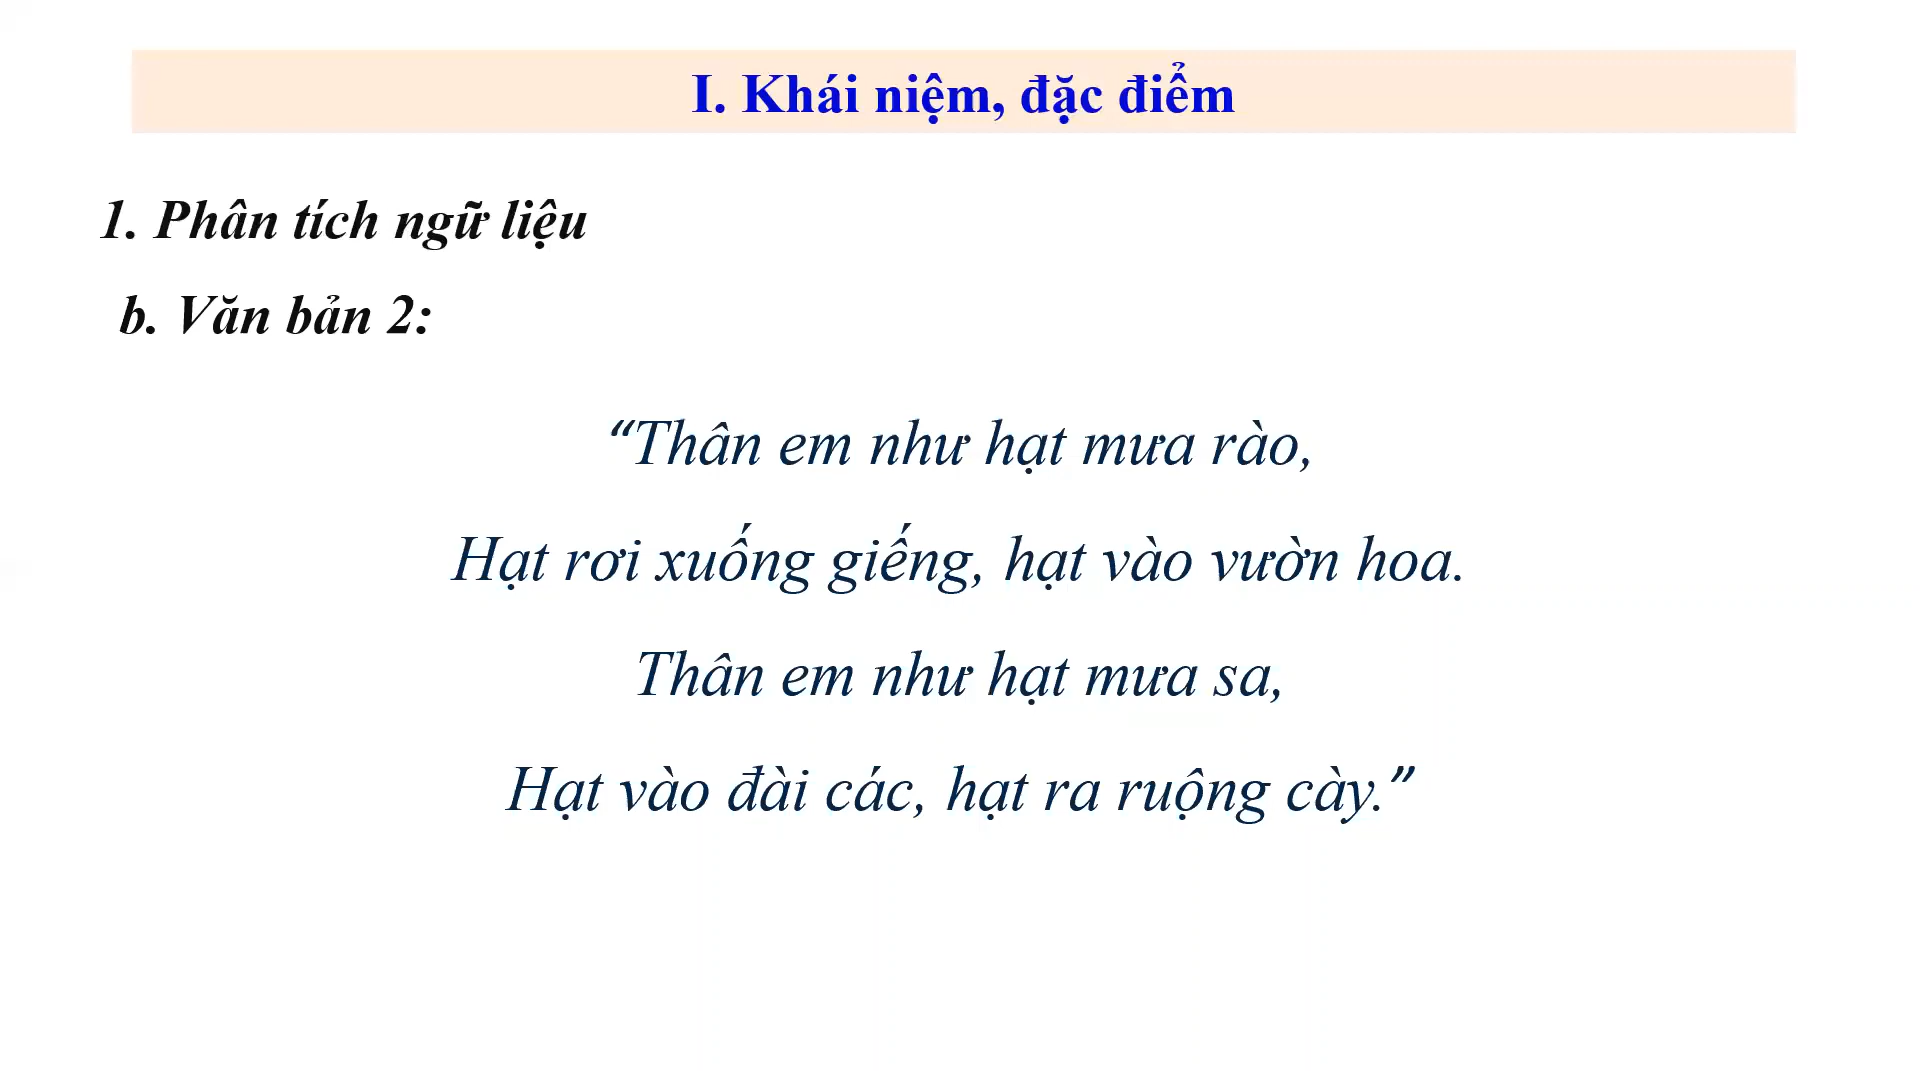 I. Khái niệm, đặc điểm
1. Phân tích ngữ liệu
b. Văn bản 2:
“Thân em như hạt mưa rào,
Hạt rơi xuống giếng, hạt vào vườn hoa.
Thân em như hạt mưa sa,
Hạt vào đài các, hạt ra ruộng cày.”